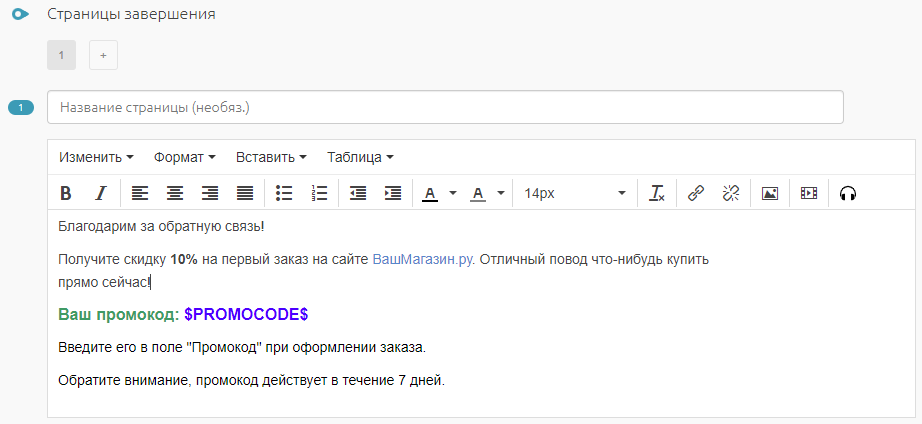 Страницы завершения
1 +
1 Название страницы (необяз.)
Изменить Формат Вставить Таблица
B I A A 14px
Благодарим за обратную связь!
Получите скидку 10% на первый заказ на сайте ВашМагазин.ру. Отличный повод что-нибудь купить
прямо сейчас!
Ваш промокод: $PROMOCODE$
Введите его в поле "Промокод" при оформлении заказа.
Обратите внимание, промокод действует в течение 7 дней.